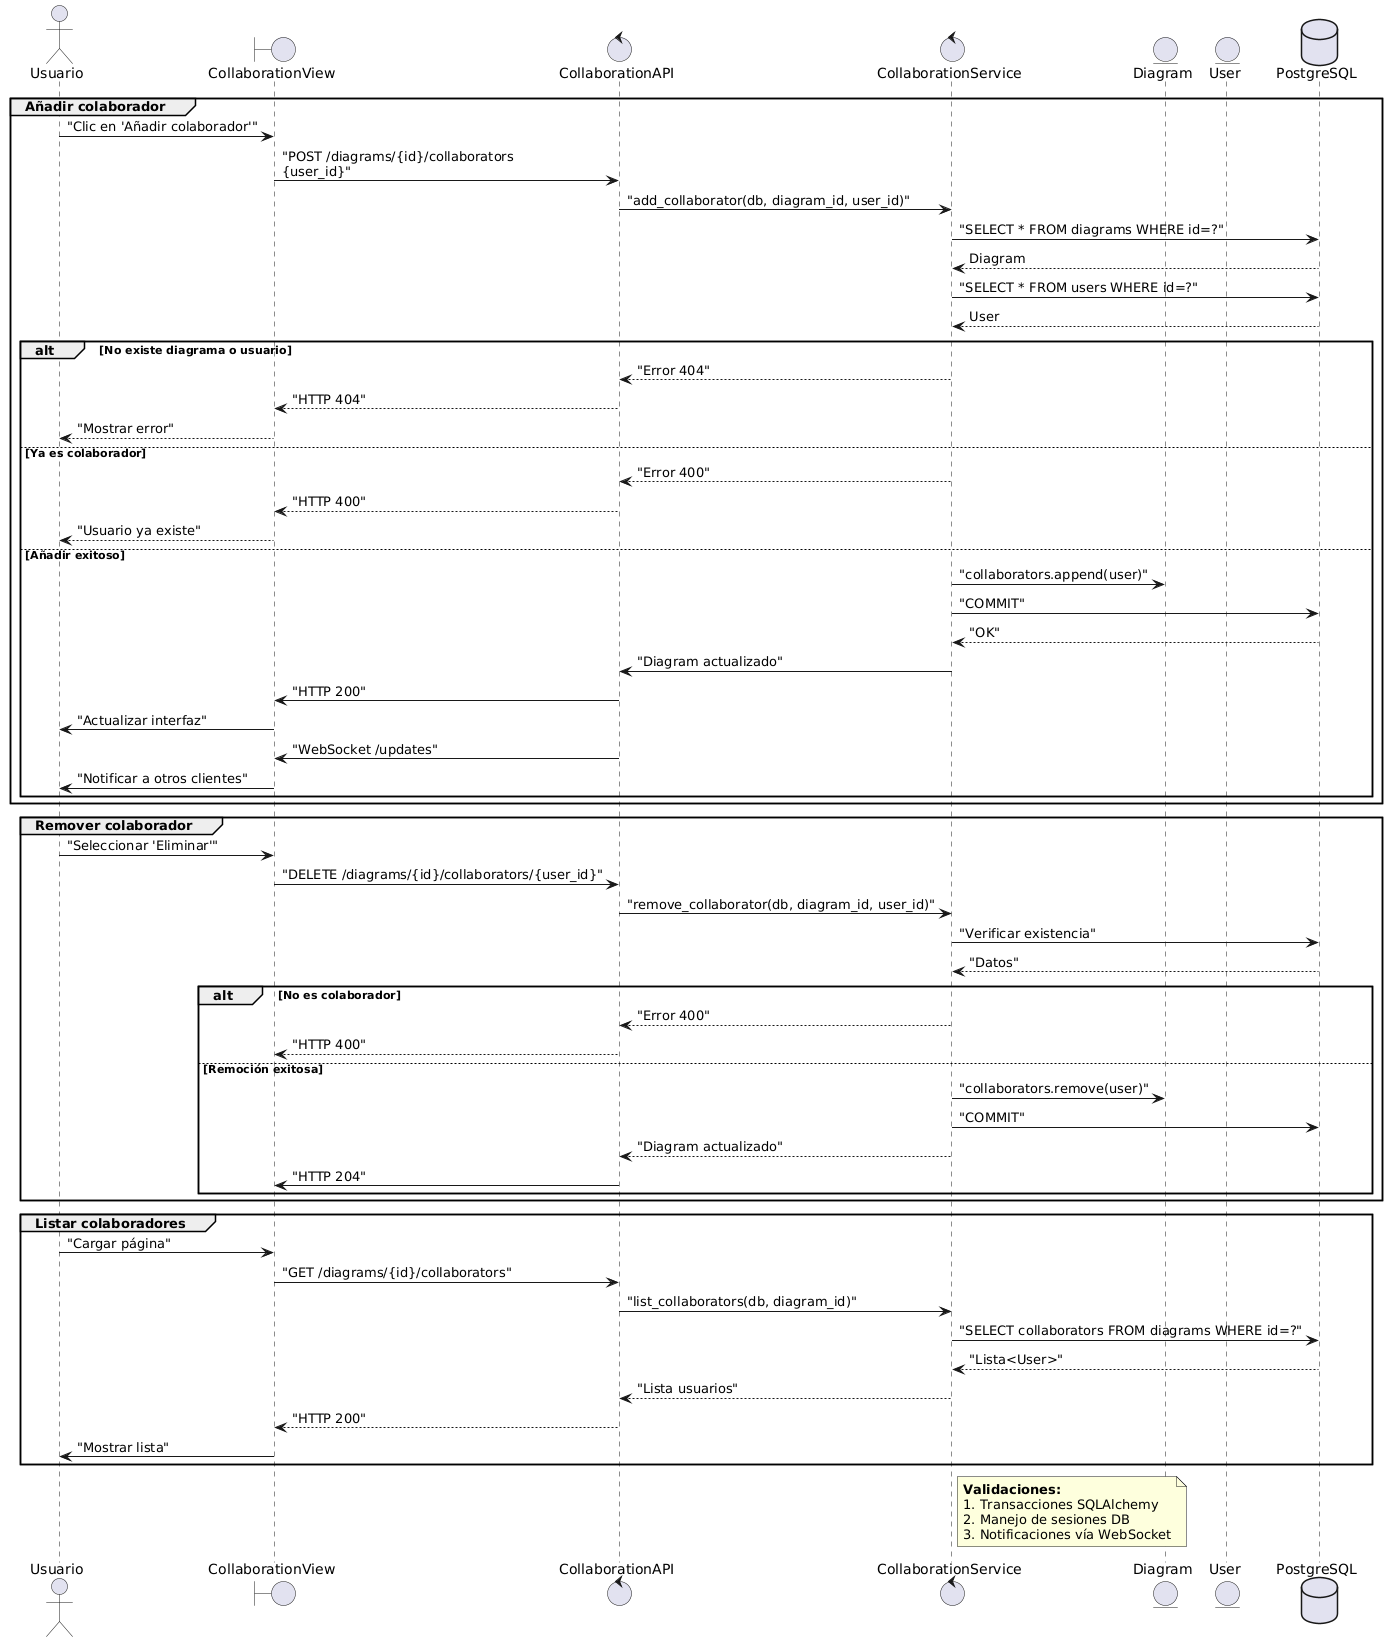 Usuario
CollaborationView
CollaborationAPI
CollaborationService
Diagram
User
PostgreSQL
Añadir colaborador
"Clic en 'Añadir colaborador'"
"POST /diagrams/{id}/collaborators
{user_id}"
"add_collaborator(db, diagram_id, user_id)"
"SELECT * FROM diagrams WHERE id=?"
Diagram
"SELECT * FROM users WHERE id=?"
User
alt [No existe diagrama o usuario]
"Error 404"
"HTTP 404"
"Mostrar error"
[Ya es colaborador]
"Error 400"
"HTTP 400"
"Usuario ya existe"
[Añadir exitoso]
"collaborators.append(user)"
"COMMIT"
"OK"
"Diagram actualizado"
"HTTP 200"
"Actualizar interfaz"
"WebSocket /updates"
"Notificar a otros clientes"
Remover colaborador
"Seleccionar 'Eliminar'"
"DELETE /diagrams/{id}/collaborators/{user_id}"
"remove_collaborator(db, diagram_id, user_id)"
"Verificar existencia"
"Datos"
alt [No es colaborador]
"Error 400"
"HTTP 400"
[Remoción exitosa]
"collaborators.remove(user)"
"COMMIT"
"Diagram actualizado"
"HTTP 204"
Listar colaboradores
"Cargar página"
"GET /diagrams/{id}/collaborators"
"list_collaborators(db, diagram_id)"
"SELECT collaborators FROM diagrams WHERE id=?"
"Lista<User>"
"Lista usuarios"
"HTTP 200"
"Mostrar lista"
Validaciones:
1. Transacciones SQLAlchemy
2. Manejo de sesiones DB
3. Notificaciones vía WebSocket
Usuario
CollaborationView
CollaborationAPI
CollaborationService
Diagram
User
PostgreSQL